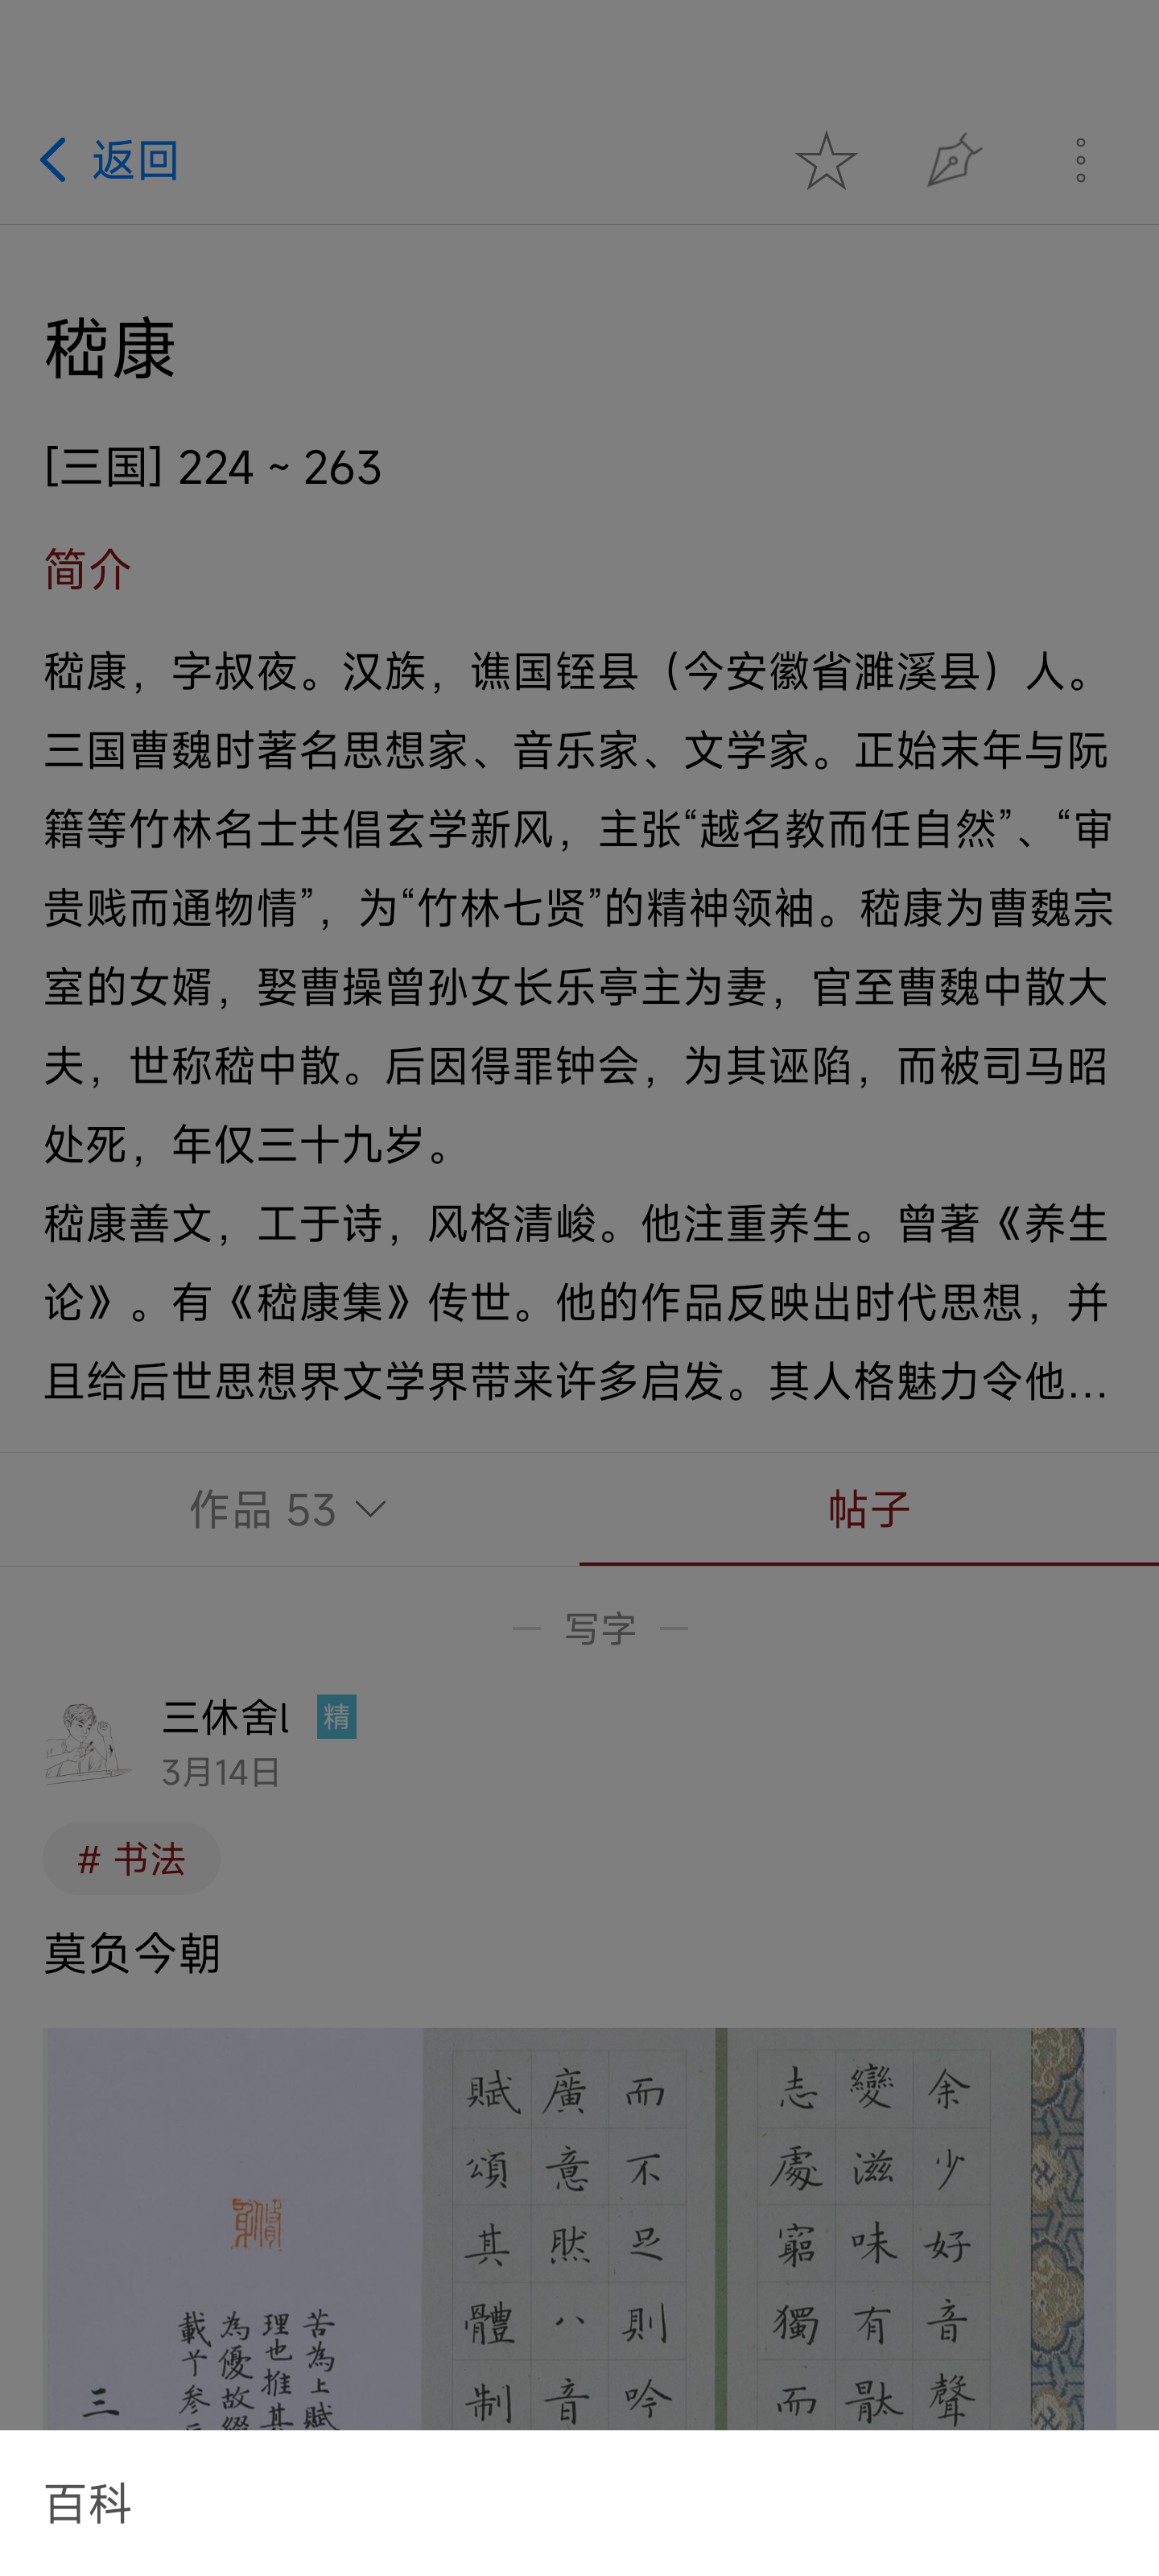 返回
嵇康
[三国] 224 ~ 263
简介
嵇康，字叔夜。汉族，谯国铚县（今安徽省濉溪县）人。
三国曹魏时著名思想家、音乐家、文学家。正始末年与阮
籍等竹林名士共倡玄学新风，主张“越名教而任自然”、“审
贵贱而通物情”，为“竹林七贤”的精神领袖。嵇康为曹魏宗
室的女婿，娶曹操曾孙女长乐亭主为妻，官至曹魏中散大
夫，世称嵇中散。后因得罪钟会，为其诬陷，而被司马昭
处死，年仅三十九岁。
嵇康善文，工于诗，风格清峻。他注重养生。曾著《养生
论》。有《嵇康集》传世。他的作品反映出时代思想，并
且给后世思想界文学界带来许多启发。其人格魅力令他...
作品 53
帖子
写字
三休舍l 精
3月14日
# 书法
莫负今朝
余少好音聲
變滋味有猒
志處窮獨而
而不足則吟
廣意然八音
賦頌其體制
苦為上賦
理也推其
為優故綴
載个参
三
百科